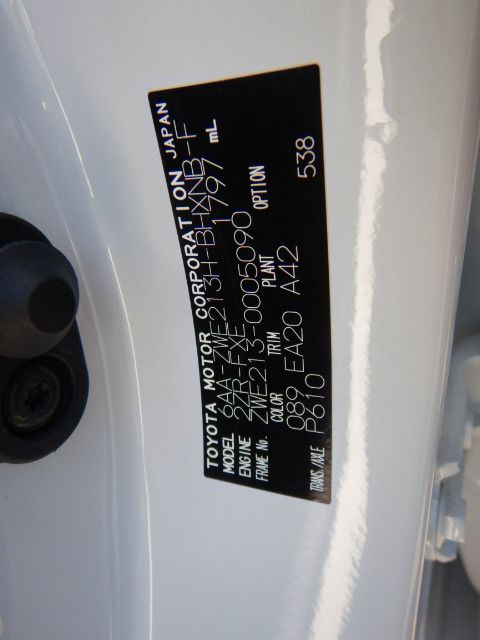 TOYOTA MOTOR CORPORATION JAPAN
MODEL 6AA-ZWE213H-BHXNB-F
ENGINE 2ZR-FXE 1797 mL
FRAME No. ZWE213-0005090
COLOR TRIM PLANT OPTION
089 EA20 A42
TRANS./AXLE P610 538